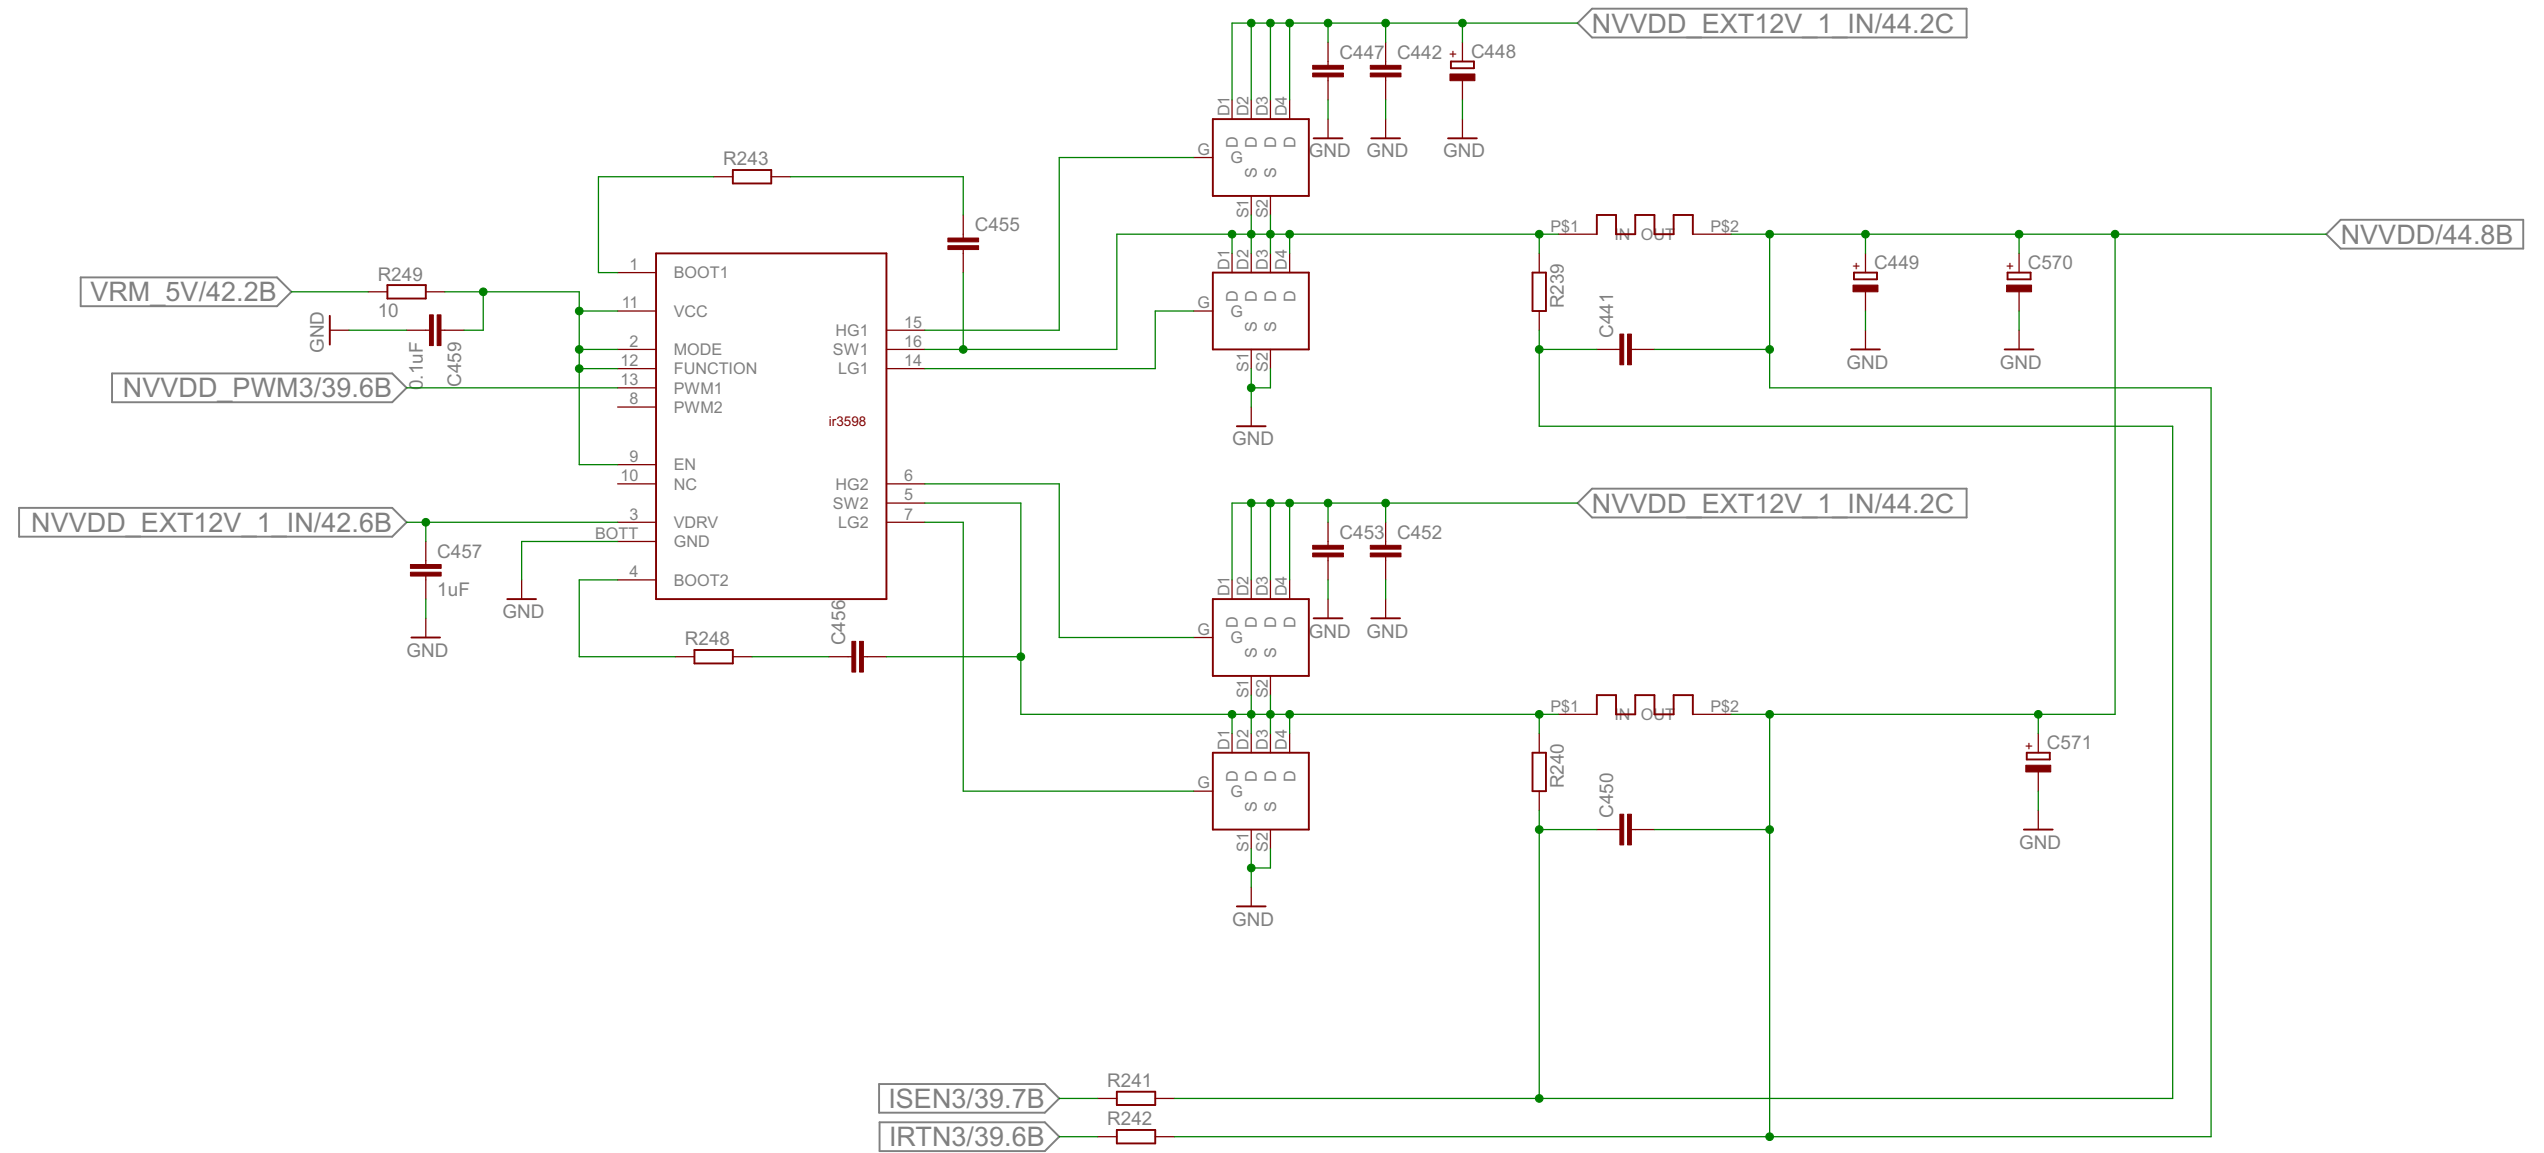 NVVDD_EXT12V_1_IN/44.2C
C447
C442
C448
+
D1
D2
D3
D4
D
D
D
D
G
G
S
S
S1
S2
GND
GND
GND
R243
C455
1
BOOT1
VRM_5V/42.2B
R249
10
GND
0.1uF
C459
11
VCC
2
MODE
12
FUNCTION
13
PWM1
8
PWM2
NVVDD_PWM3/39.6B
HG1
15
SW1
16
LG1
14
ir3598
9
EN
10
NC
HG2
6
SW2
5
LG2
7
NVVDD_EXT12V_1_IN/42.6B
3
VDRV
BOTT
GND
4
BOOT2
C457
1uF
GND
GND
R248
C456
D1
D2
D3
D4
D
D
D
D
G
G
S
S
S1
S2
GND
P$1
IN
OUT
P$2
R239
C441
+
C449
GND
+
C570
GND
NVVDD/44.8B
NVVDD_EXT12V_1_IN/44.2C
C453
C452
D1
D2
D3
D4
D
D
D
D
G
G
S
S
S1
S2
GND
GND
D1
D2
D3
D4
D
D
D
D
G
G
S
S
S1
S2
GND
P$1
IN
OUT
P$2
R240
C450
+
C571
GND
ISEN3/39.7B
R241
IRTN3/39.6B
R242